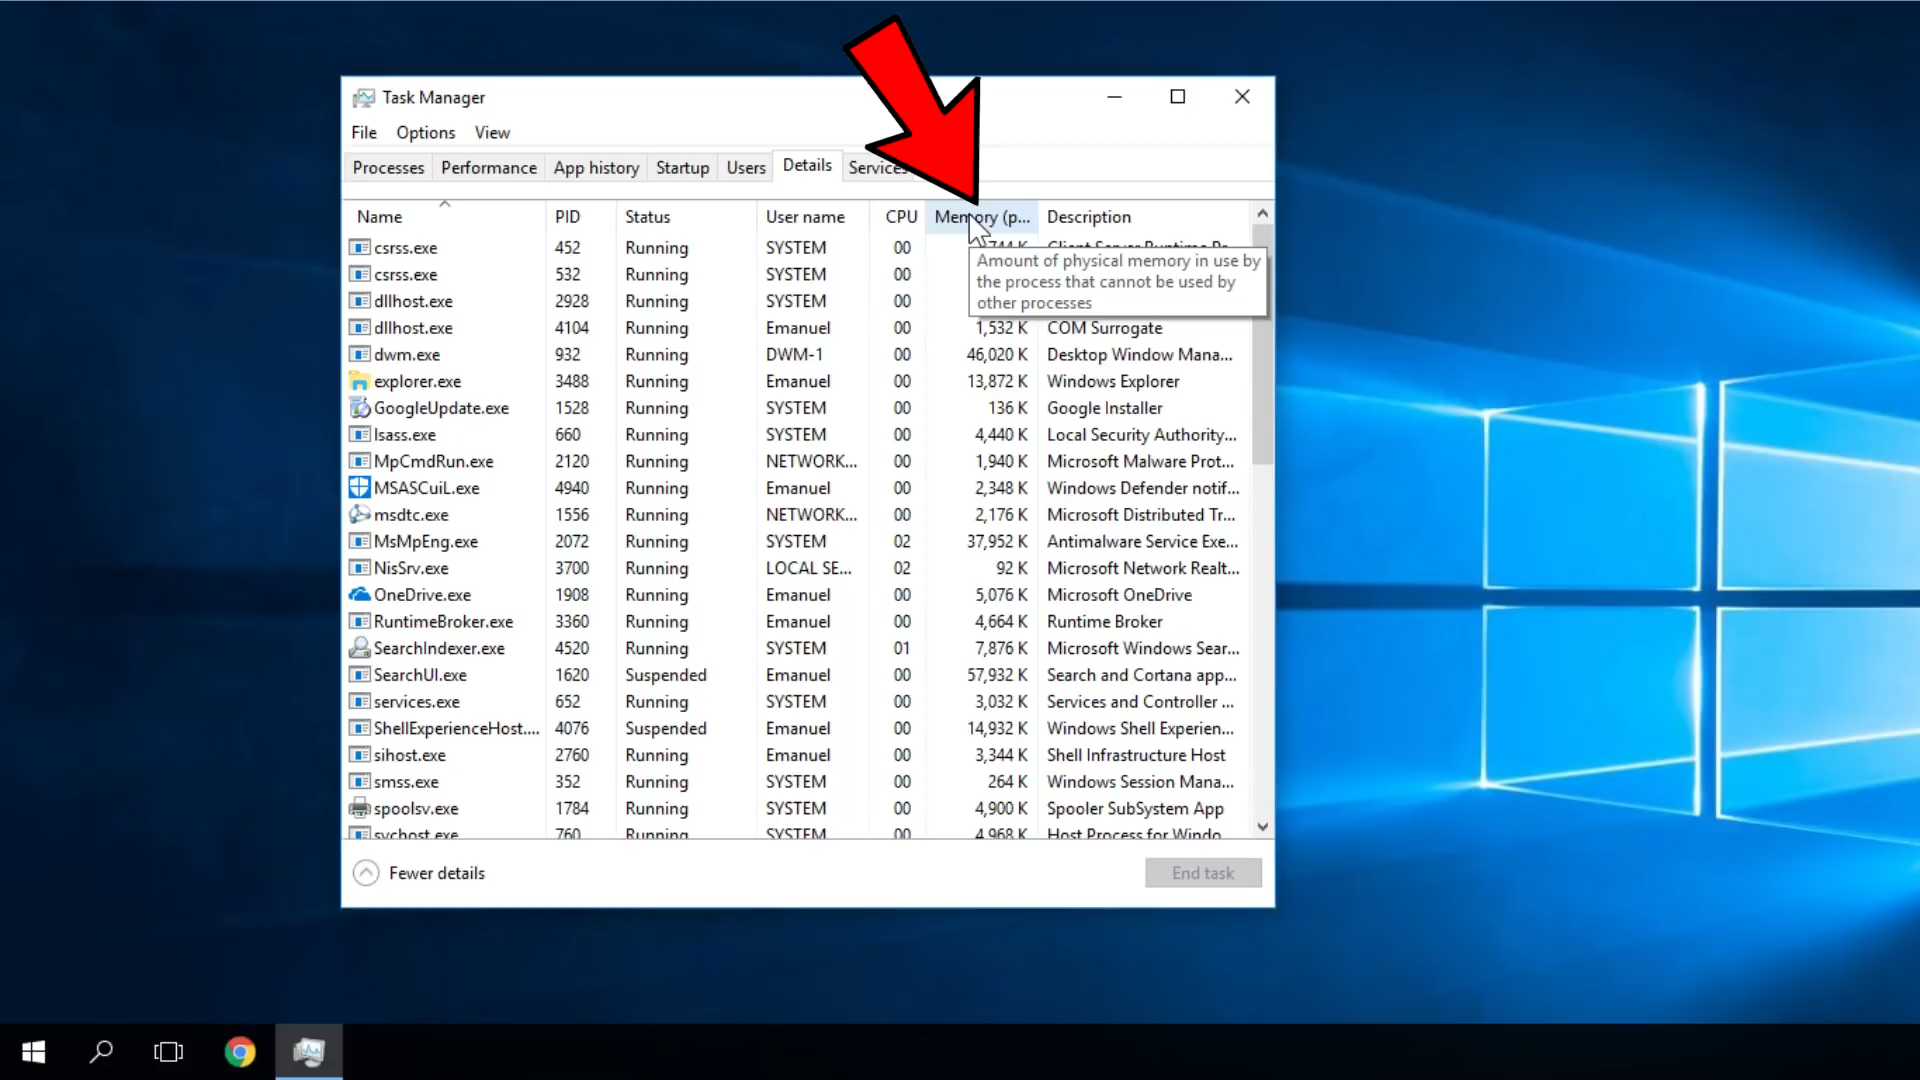 Task Manager
File Options View
Processes Performance App history Startup Users Details Services
Name PID Status User name CPU Memory (p... Description
csrss.exe 452 Running SYSTEM 00
csrss.exe 532 Running SYSTEM 00
dllhost.exe 2928 Running SYSTEM 00
Amount of physical memory in use by
the process that cannot be used by
other processes
dllhost.exe 4104 Running Emanuel 00 1,532 K COM Surrogate
dwm.exe 932 Running DWM-1 00 46,020 K Desktop Window Mana...
explorer.exe 3488 Running Emanuel 00 13,872 K Windows Explorer
GoogleUpdate.exe 1528 Running SYSTEM 00 136 K Google Installer
lsass.exe 660 Running SYSTEM 00 4,440 K Local Security Authority...
MpCmdRun.exe 2120 Running NETWORK... 00 1,940 K Microsoft Malware Prot...
MSASCuiL.exe 4940 Running Emanuel 00 2,348 K Windows Defender notif...
msdtc.exe 1556 Running NETWORK... 00 2,176 K Microsoft Distributed Tr...
MsMpEng.exe 2072 Running SYSTEM 02 37,952 K Antimalware Service Exe...
NisSrv.exe 3700 Running LOCAL SE... 02 92 K Microsoft Network Realt...
OneDrive.exe 1908 Running Emanuel 00 5,076 K Microsoft OneDrive
RuntimeBroker.exe 3360 Running Emanuel 00 4,664 K Runtime Broker
SearchIndexer.exe 4520 Running SYSTEM 01 7,876 K Microsoft Windows Sear...
SearchUI.exe 1620 Suspended Emanuel 00 57,932 K Search and Cortana app...
services.exe 652 Running SYSTEM 00 3,032 K Services and Controller ...
ShellExperienceHost.... 4076 Suspended Emanuel 00 14,932 K Windows Shell Experien...
sihost.exe 2760 Running Emanuel 00 3,344 K Shell Infrastructure Host
smss.exe 352 Running SYSTEM 00 264 K Windows Session Mana...
spoolsv.exe 1784 Running SYSTEM 00 4,900 K Spooler SubSystem App
svchost.exe 760 Running SYSTEM 00 4,968 K Host Process for Windo
Fewer details End task